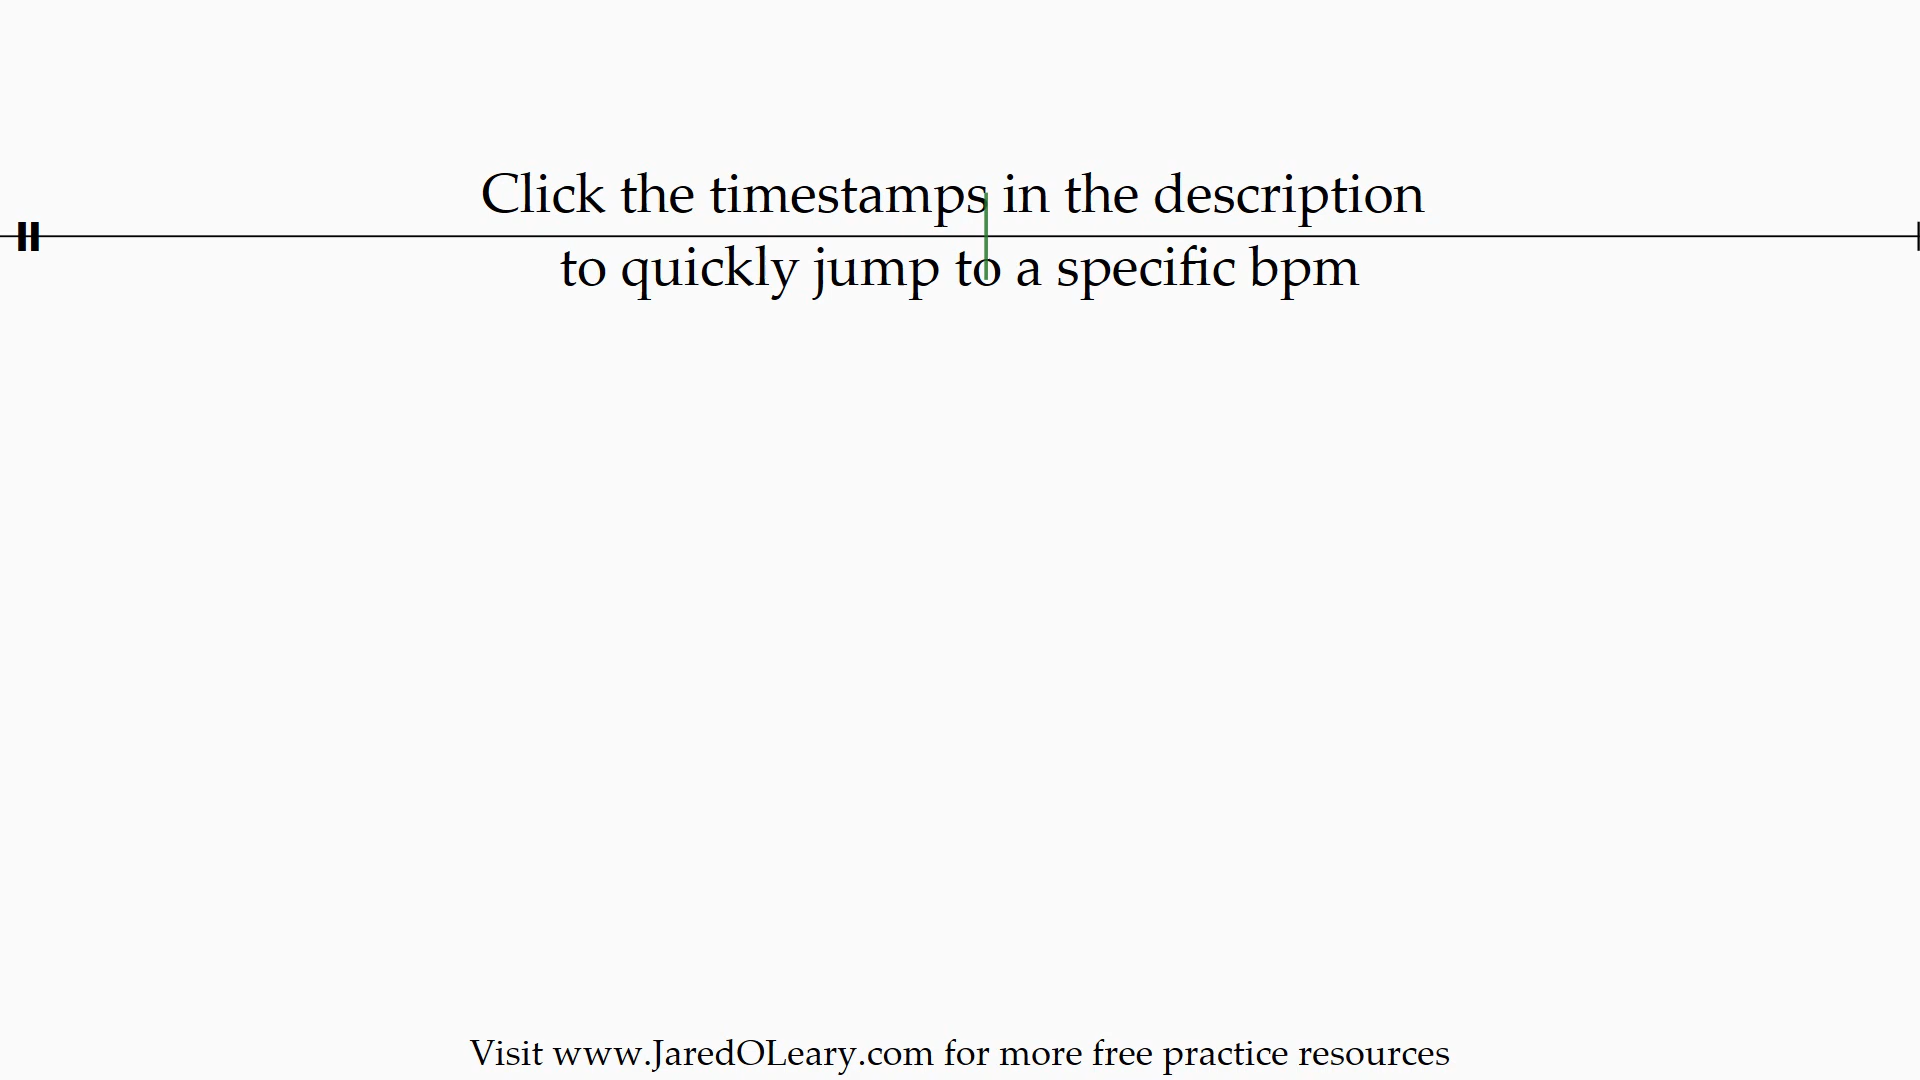 Click the timestamps in the description
to quickly jump to a specific bpm
Visit www.JaredOLeary.com for more free practice resources